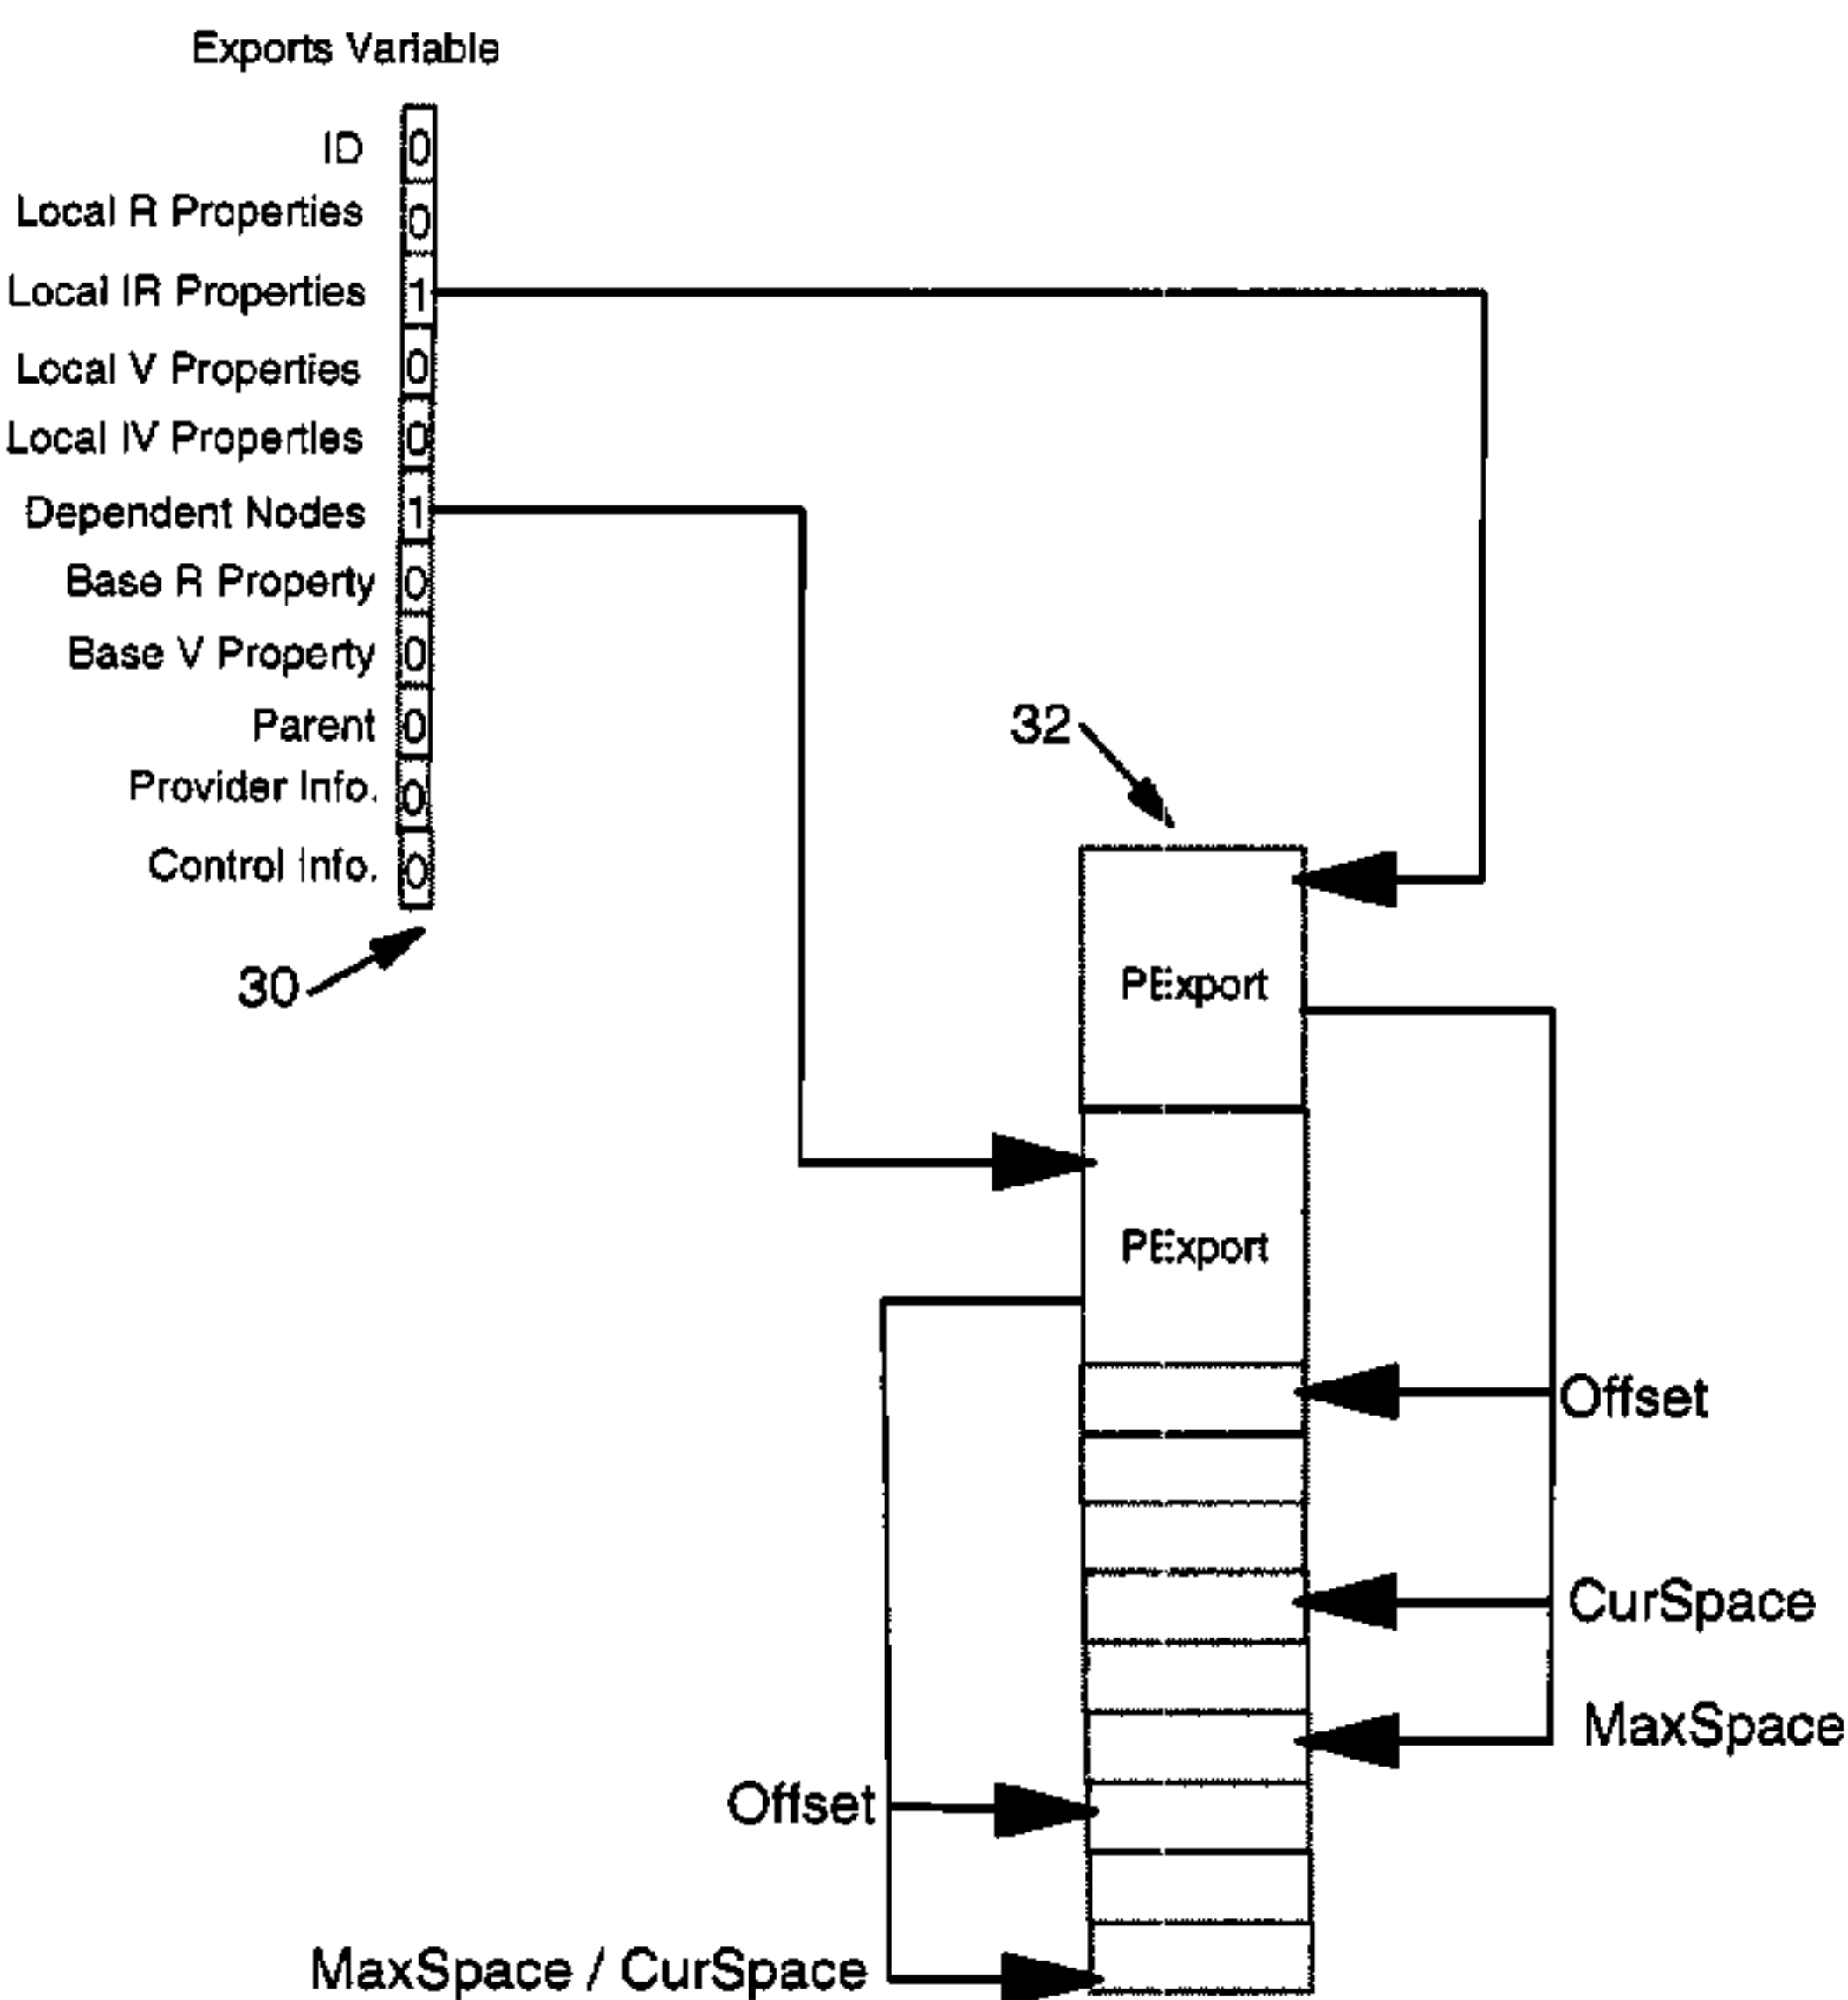 Exports Variable
ID 0
Local R Properties 0
Local IR Properties 1
Local V Properties 0
Local IV Properties 0
Dependent Nodes 1
Base R Property 0
Base V Property 0
Parent 0
Provider Info. 0
Control Info. 0
30
32
PExport
PExport
Offset
CurSpace
MaxSpace
Offset
MaxSpace / CurSpace